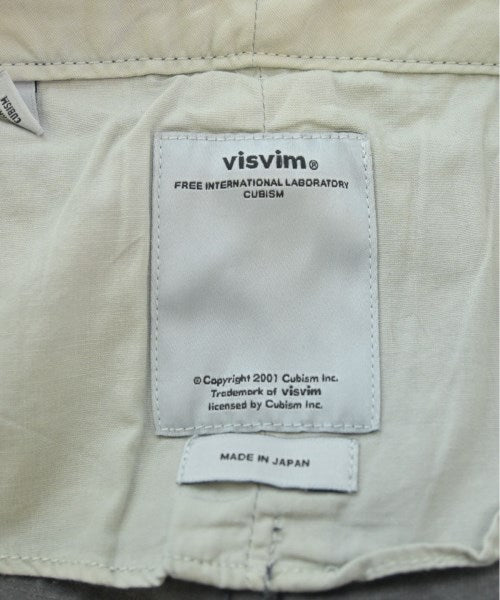 visvim®
FREE INTERNATIONAL LABORATORY
CUBISM
© Copyright 2001 Cubism Inc.
Trademark of visvim
licensed by Cubism Inc.
MADE IN JAPAN
CUBISM